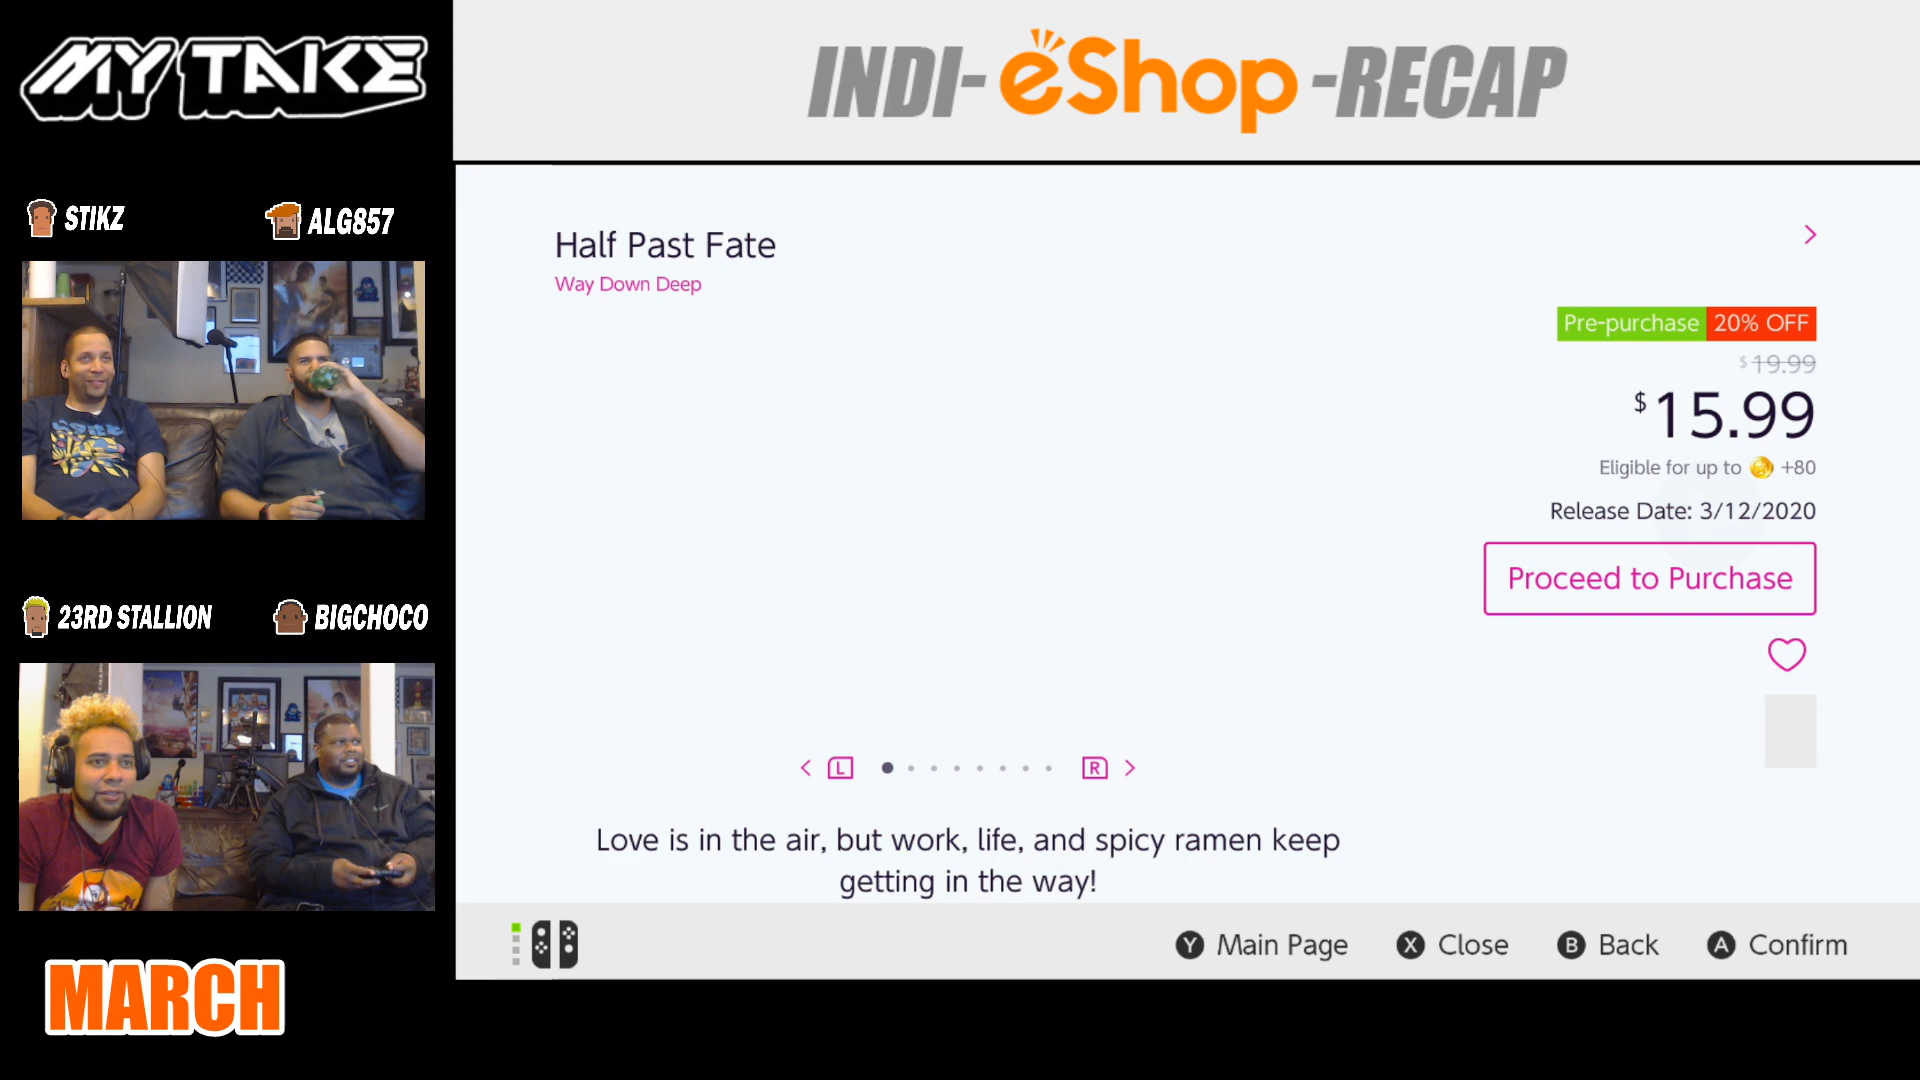 MY TAKE
INDI-eShop-RECAP
STIKZ
ALG857
23RD STALLION
BIGCHOCO
MARCH
Half Past Fate
Way Down Deep
Pre-purchase 20% OFF
$19.99
$15.99
Eligible for up to +80
Release Date: 3/12/2020
Proceed to Purchase
L
R
Love is in the air, but work, life, and spicy ramen keep
getting in the way!
Y Main Page
X Close
B Back
A Confirm